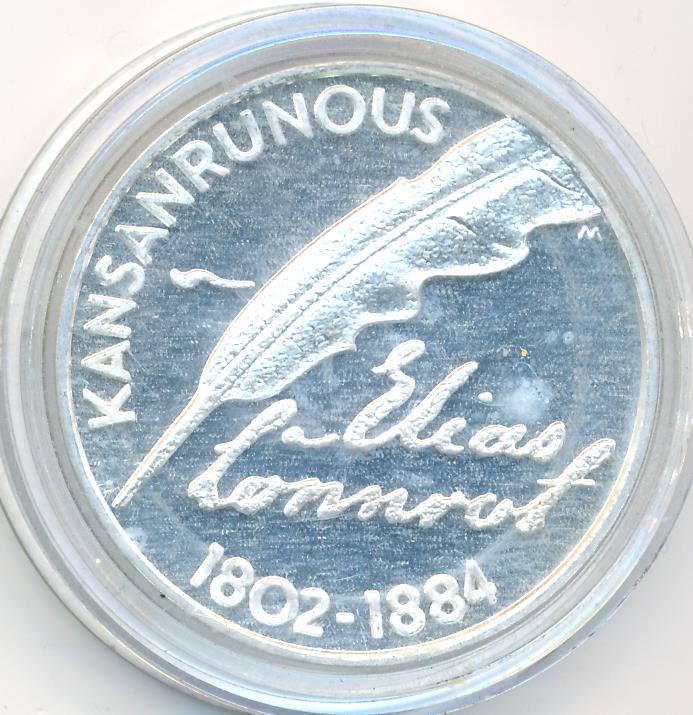 KANSANRUNOUS
M
Elias
Lönnrot
1802-1884